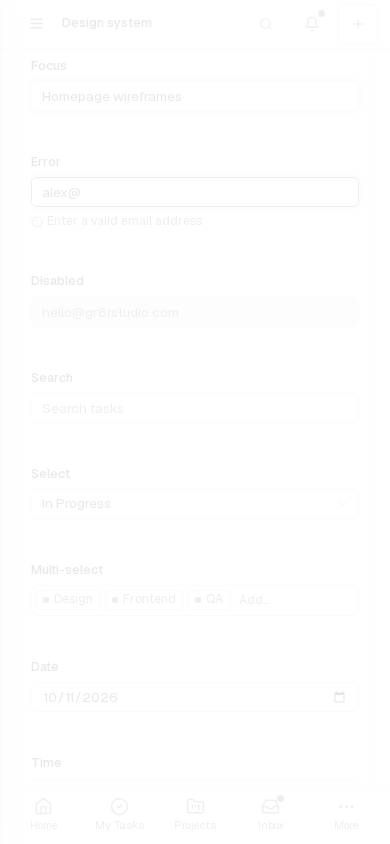 Design system
Focus
Homepage wireframes
Error
alex@
Enter a valid email address
Disabled
hello@gr8rstudio.com
Search
Search tasks
Select
In Progress
Multi-select
Design Frontend QA Add...
Date
10/11/2026
Time
Home My Tasks Projects Inbox More